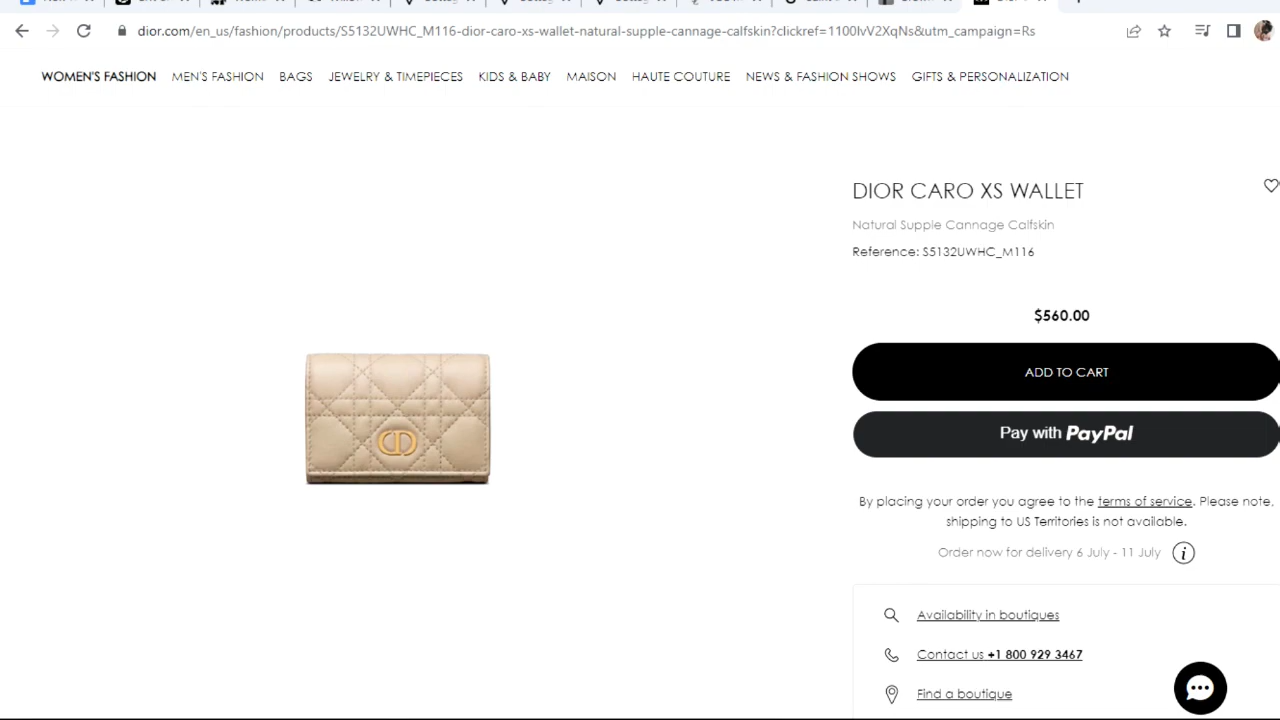 dior.com/en_us/fashion/products/S5132UWHC_M116-dior-caro-xs-wallet-natural-supple-cannage-calfskin?clickref=1100lvV2XqNs&utm_campaign=Rs
WOMEN'S FASHION MEN'S FASHION BAGS JEWELRY & TIMEPIECES KIDS & BABY MAISON HAUTE COUTURE NEWS & FASHION SHOWS GIFTS & PERSONALIZATION
DIOR CARO XS WALLET
Natural Supple Cannage Calfskin
Reference: S5132UWHC_M116
$560.00
ADD TO CART
Pay with PayPal
By placing your order you agree to the terms of service. Please note,
shipping to US Territories is not available.
Order now for delivery 6 July - 11 July
Availability in boutiques
Contact us +1 800 929 3467
Find a boutique
CD